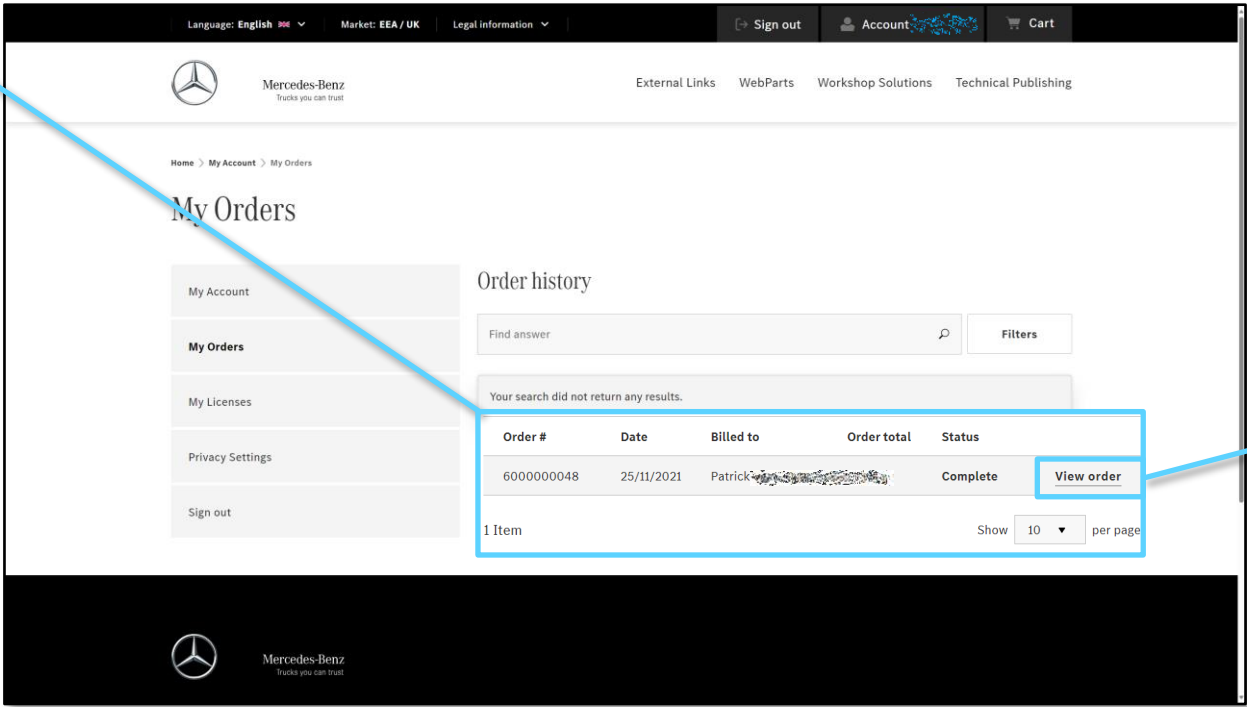 Language: English Market: EEA / UK Legal information Sign out Account Cart
Mercedes-Benz
Trucks you can trust
External Links WebParts Workshop Solutions Technical Publishing
Home > My Account > My Orders
My Orders
My Account
My Orders
My Licenses
Privacy Settings
Sign out
Order history
Find answer Filters
Your search did not return any results.
Order # Date Billed to Order total Status
6000000048 25/11/2021 Patrick Complete View order
1 Item Show 10 per page
Mercedes-Benz
Trucks you can trust